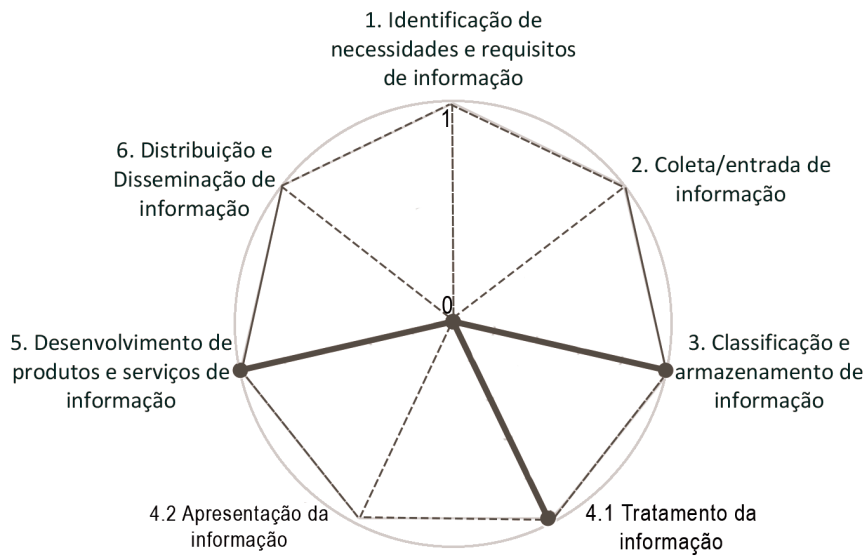 1. Identificação de
necessidades e requisitos
de informação
1
2. Coleta/entrada de
informação
3. Classificação e
armazenamento de
informação
4.1 Tratamento da
informação
4.2 Apresentação da
informação
5. Desenvolvimento de
produtos e serviços de
informação
6. Distribuição e
Disseminação de
informação
0